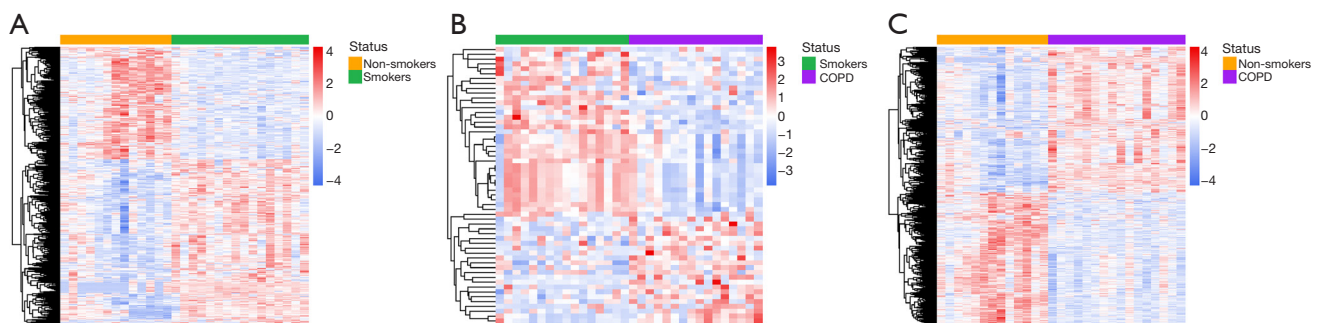 A
Status
Non-smokers
Smokers
4
2
0
−2
−4
B
Status
Smokers
COPD
3
2
1
0
−1
−2
−3
C
Status
Non-smokers
COPD
4
2
0
−2
−4